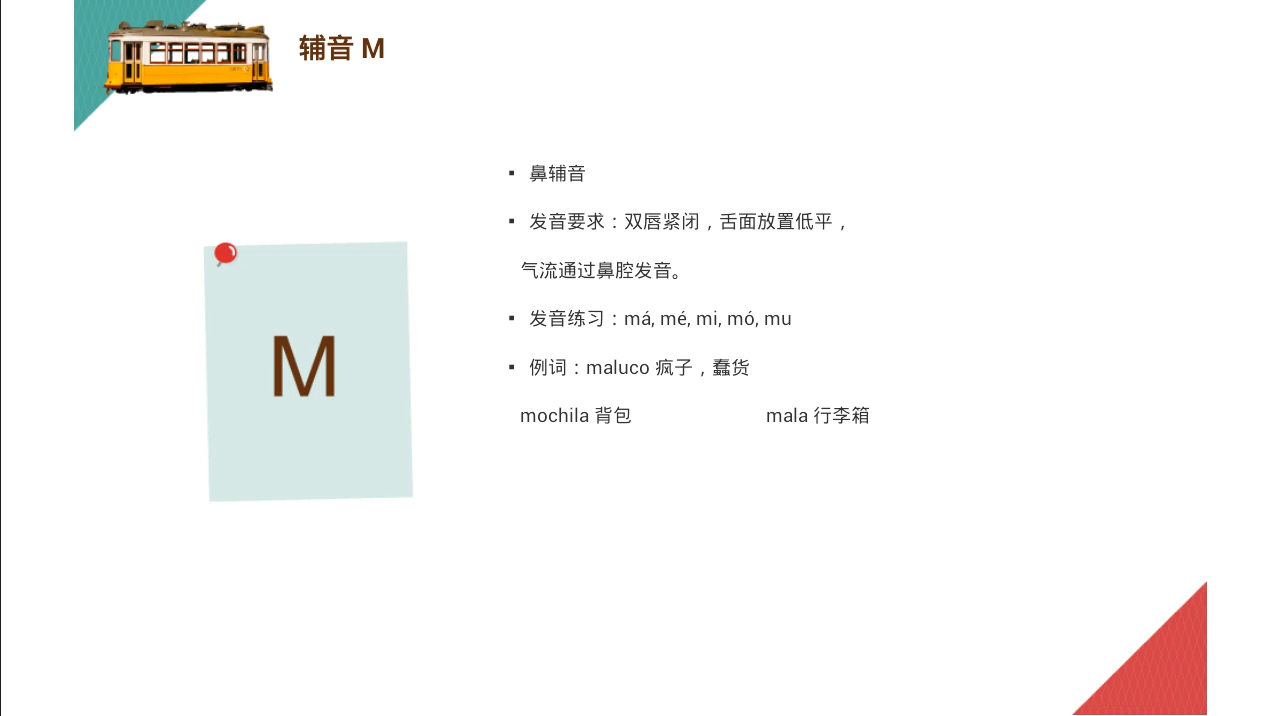 辅音 M
▪ 鼻辅音
▪ 发音要求：双唇紧闭，舌面放置低平，
气流通过鼻腔发音。
▪ 发音练习：má, mé, mi, mó, mu
▪ 例词：maluco 疯子，蠢货
mochila 背包 mala 行李箱
M